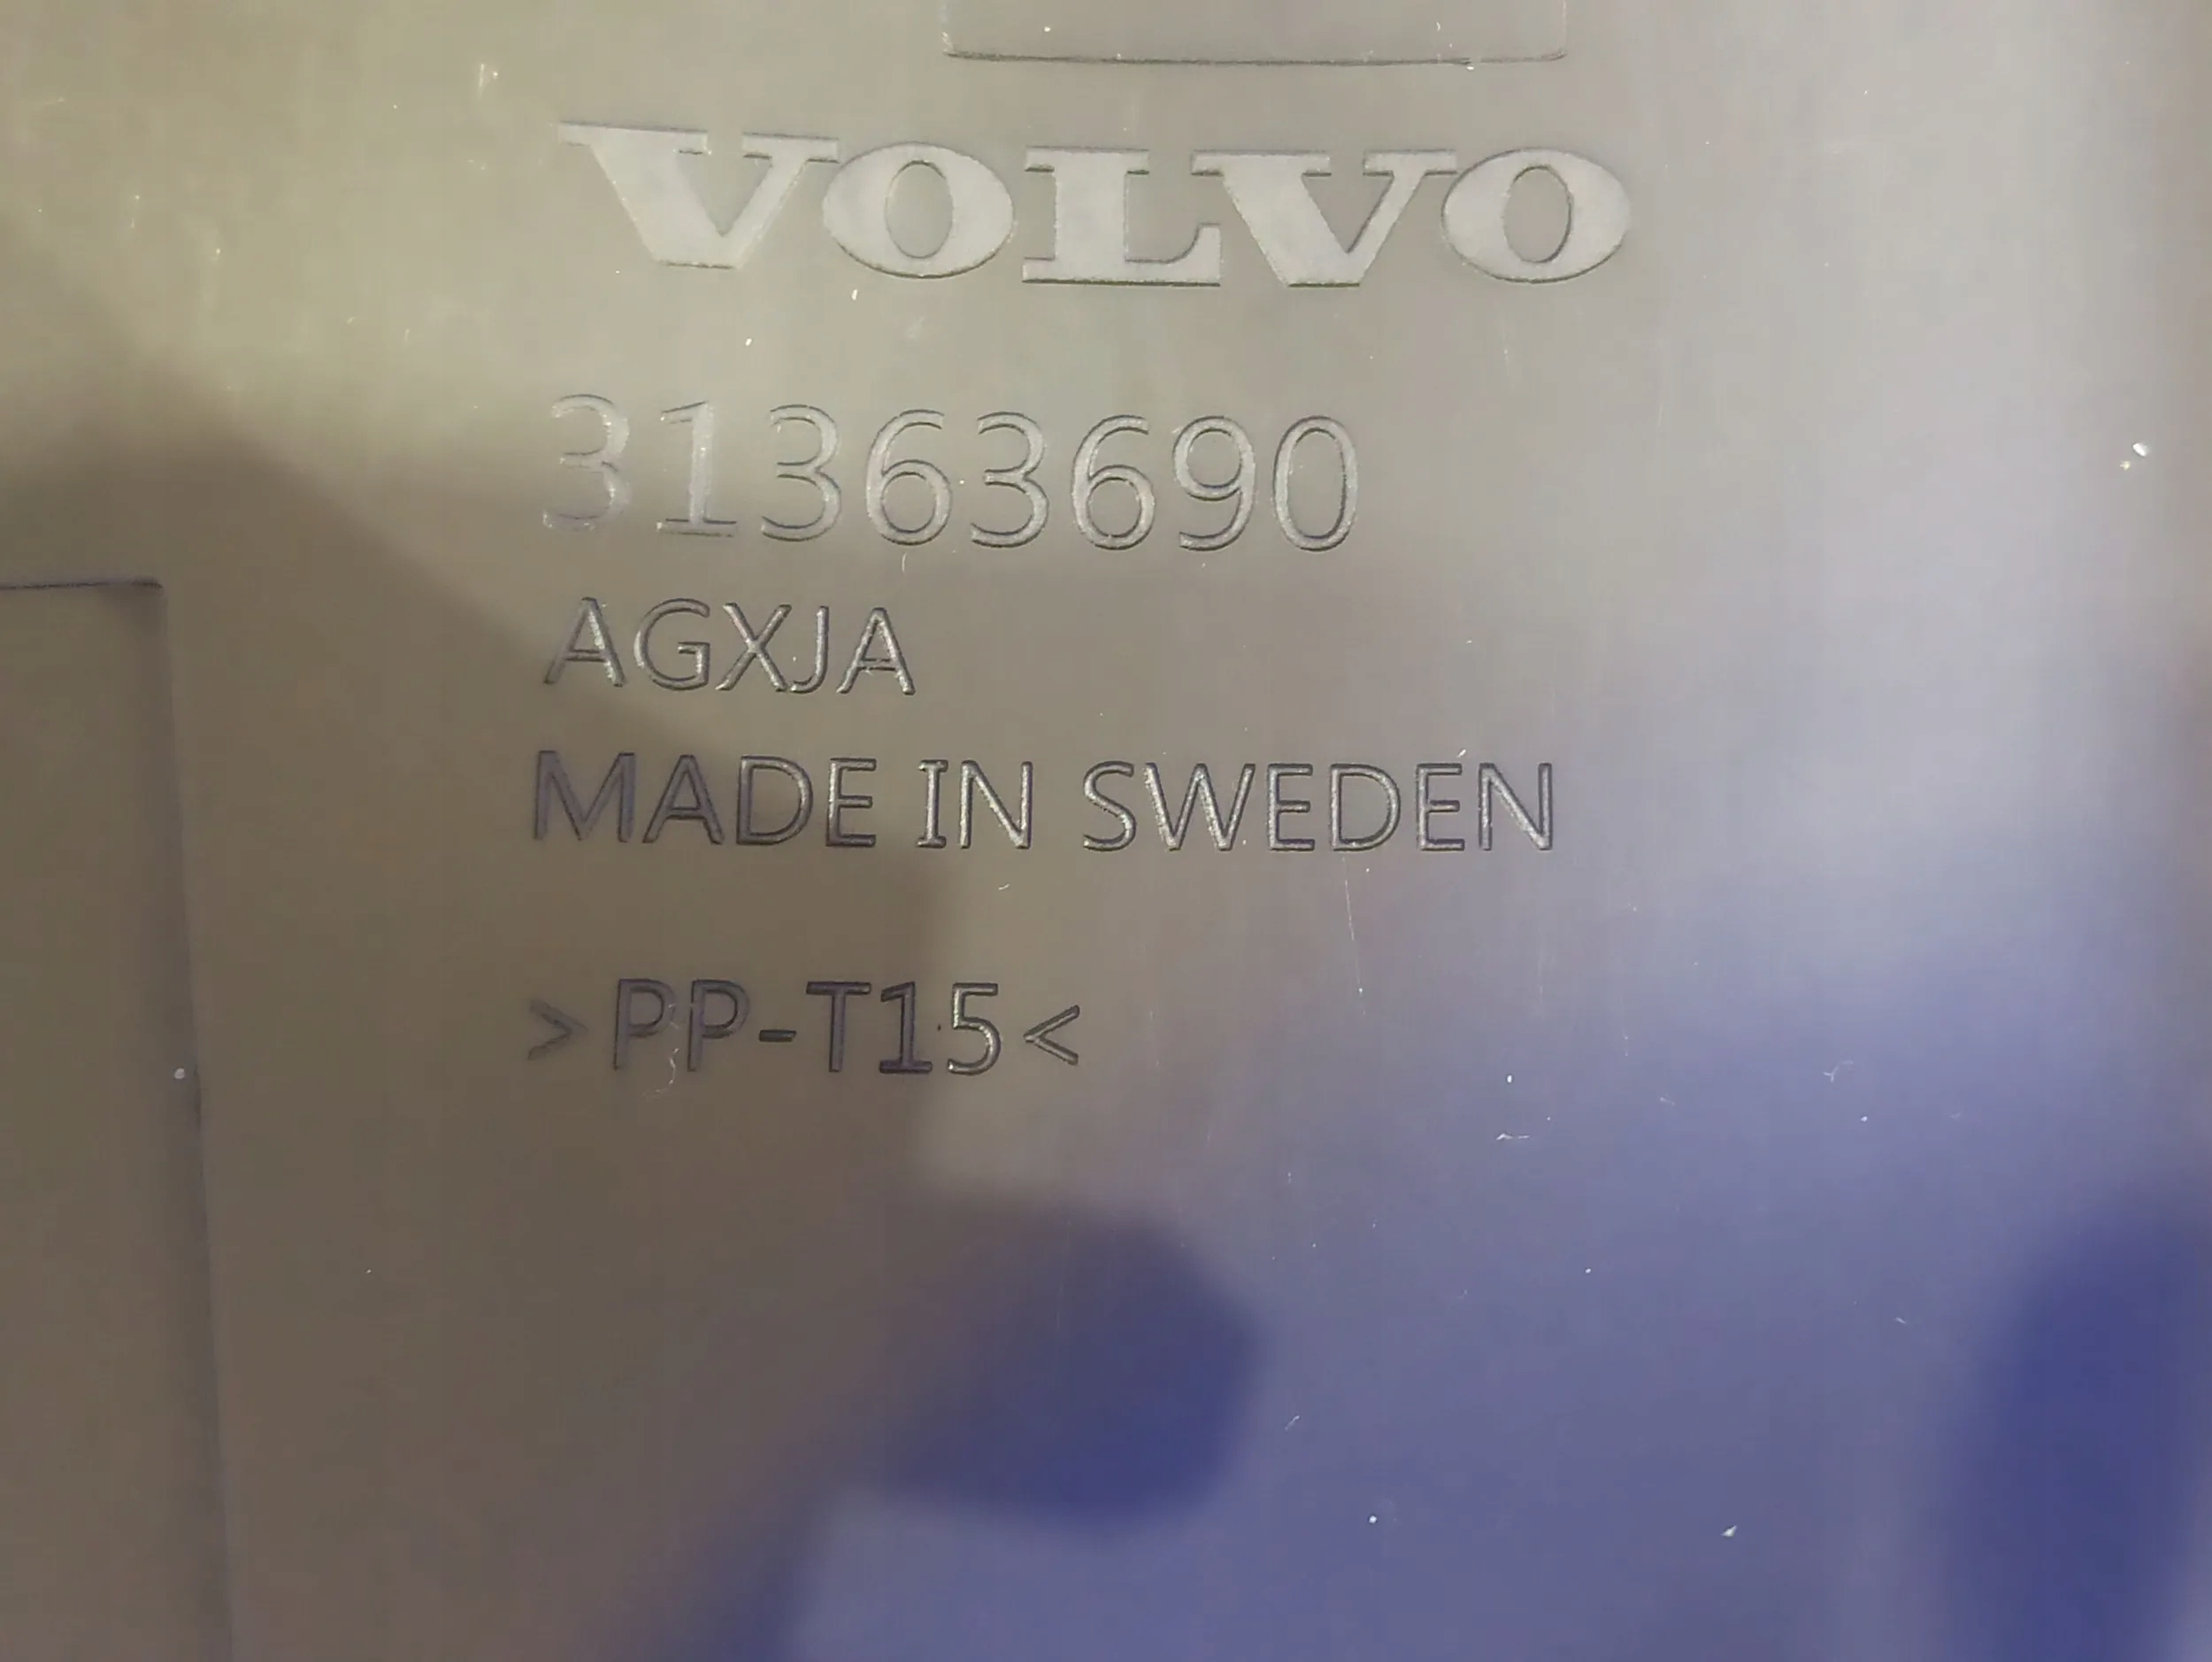 VOLVO
31363690
AGXJA
MADE IN SWEDEN
>PP-T15<